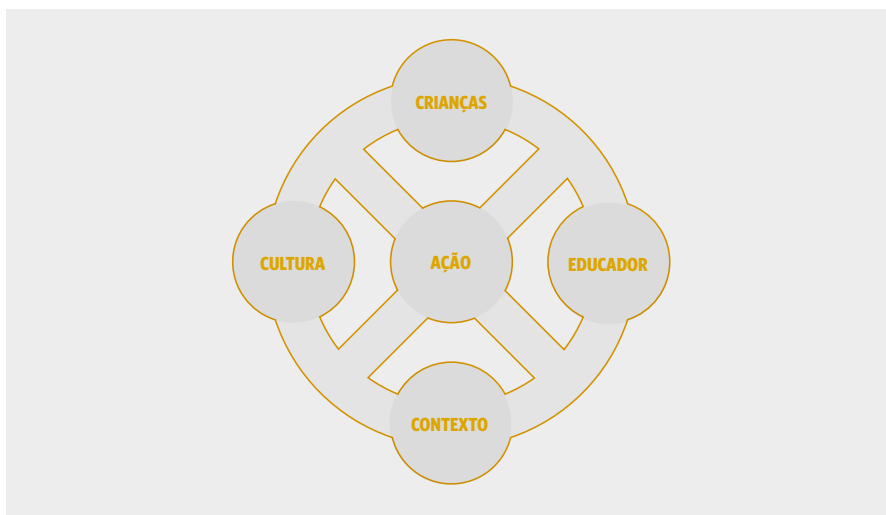 CRIANÇAS
CULTURA
AÇÃO
EDUCADOR
CONTEXTO